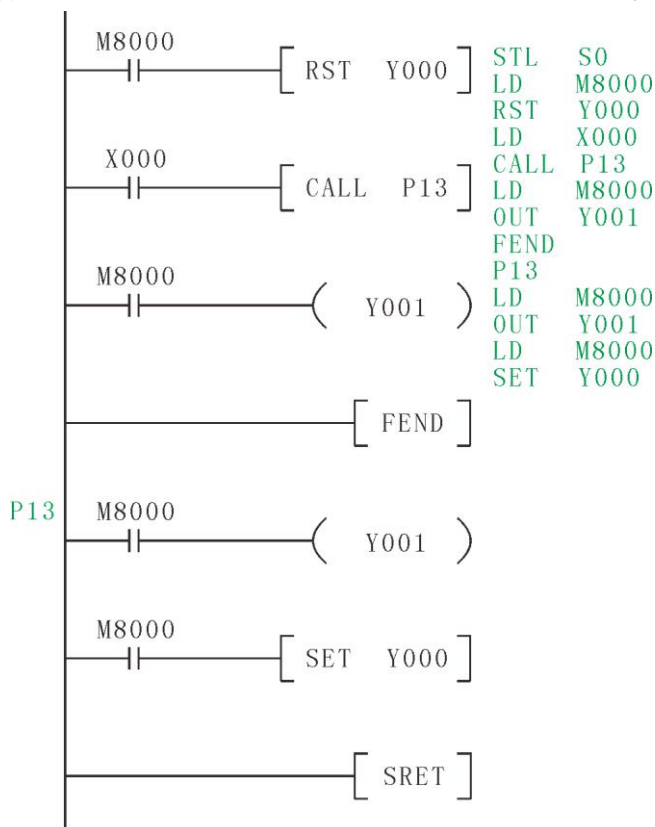 M8000
RST Y000
X000
CALL P13
M8000
Y001
FEND
P13
M8000
Y001
M8000
SET Y000
SRET
STL S0
LD M8000
RST Y000
LD X000
CALL P13
LD M8000
OUT Y001
FEND
P13
LD M8000
OUT Y001
LD M8000
SET Y000